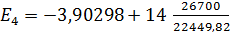 E₄ = −3,90298 + 14 26700/22449,82